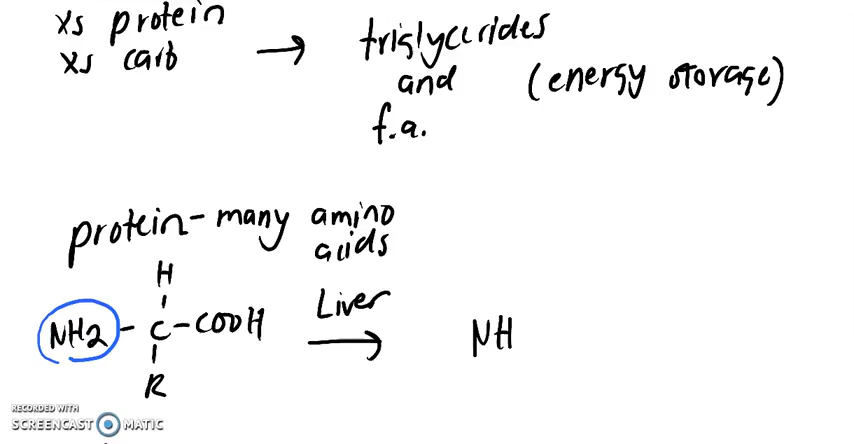 xs protein
xs carb → triglycerides
and (energy storage)
f.a.
protein - many amino
acids
H
NH2 - C - COOH Liver → NH
R
RECORDED WITH
SCREENCAST MATIC